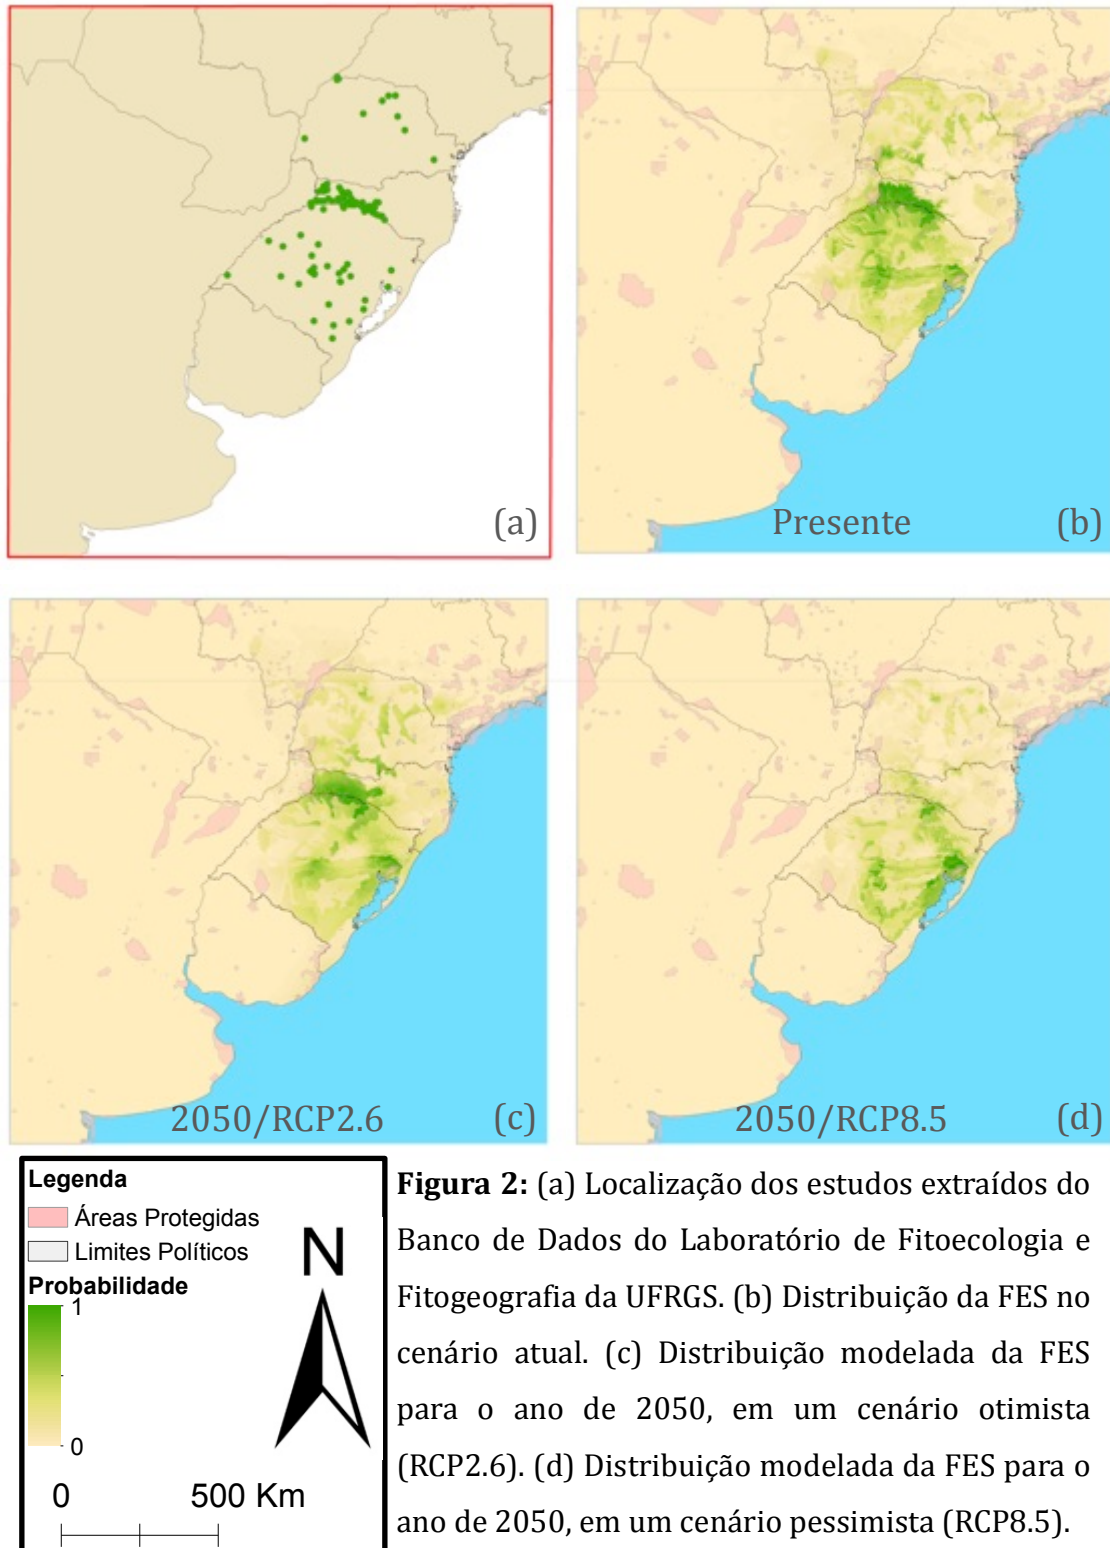 (a)
Presente (b)
2050/RCP2.6 (c)
2050/RCP8.5 (d)
Legenda
Áreas Protegidas
Limites Políticos
Probabilidade
1
0
N
0 500 Km
Figura 2: (a) Localização dos estudos extraídos do
Banco de Dados do Laboratório de Fitoecologia e
Fitogeografia da UFRGS. (b) Distribuição da FES no
cenário atual. (c) Distribuição modelada da FES
para o ano de 2050, em um cenário otimista
(RCP2.6). (d) Distribuição modelada da FES para o
ano de 2050, em um cenário pessimista (RCP8.5).